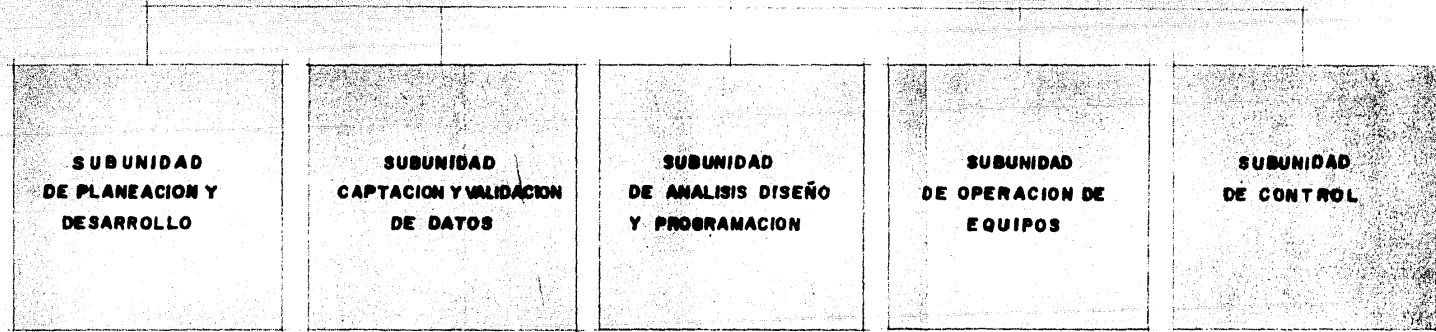 SUBUNIDAD
DE PLANEACION Y
DESARROLLO
SUBUNIDAD
CAPTACION Y VALIDACION
DE DATOS
SUBUNIDAD
DE ANALISIS DISEÑO
Y PROGRAMACION
SUBUNIDAD
DE OPERACION DE
EQUIPOS
SUBUNIDAD
DE CONTROL